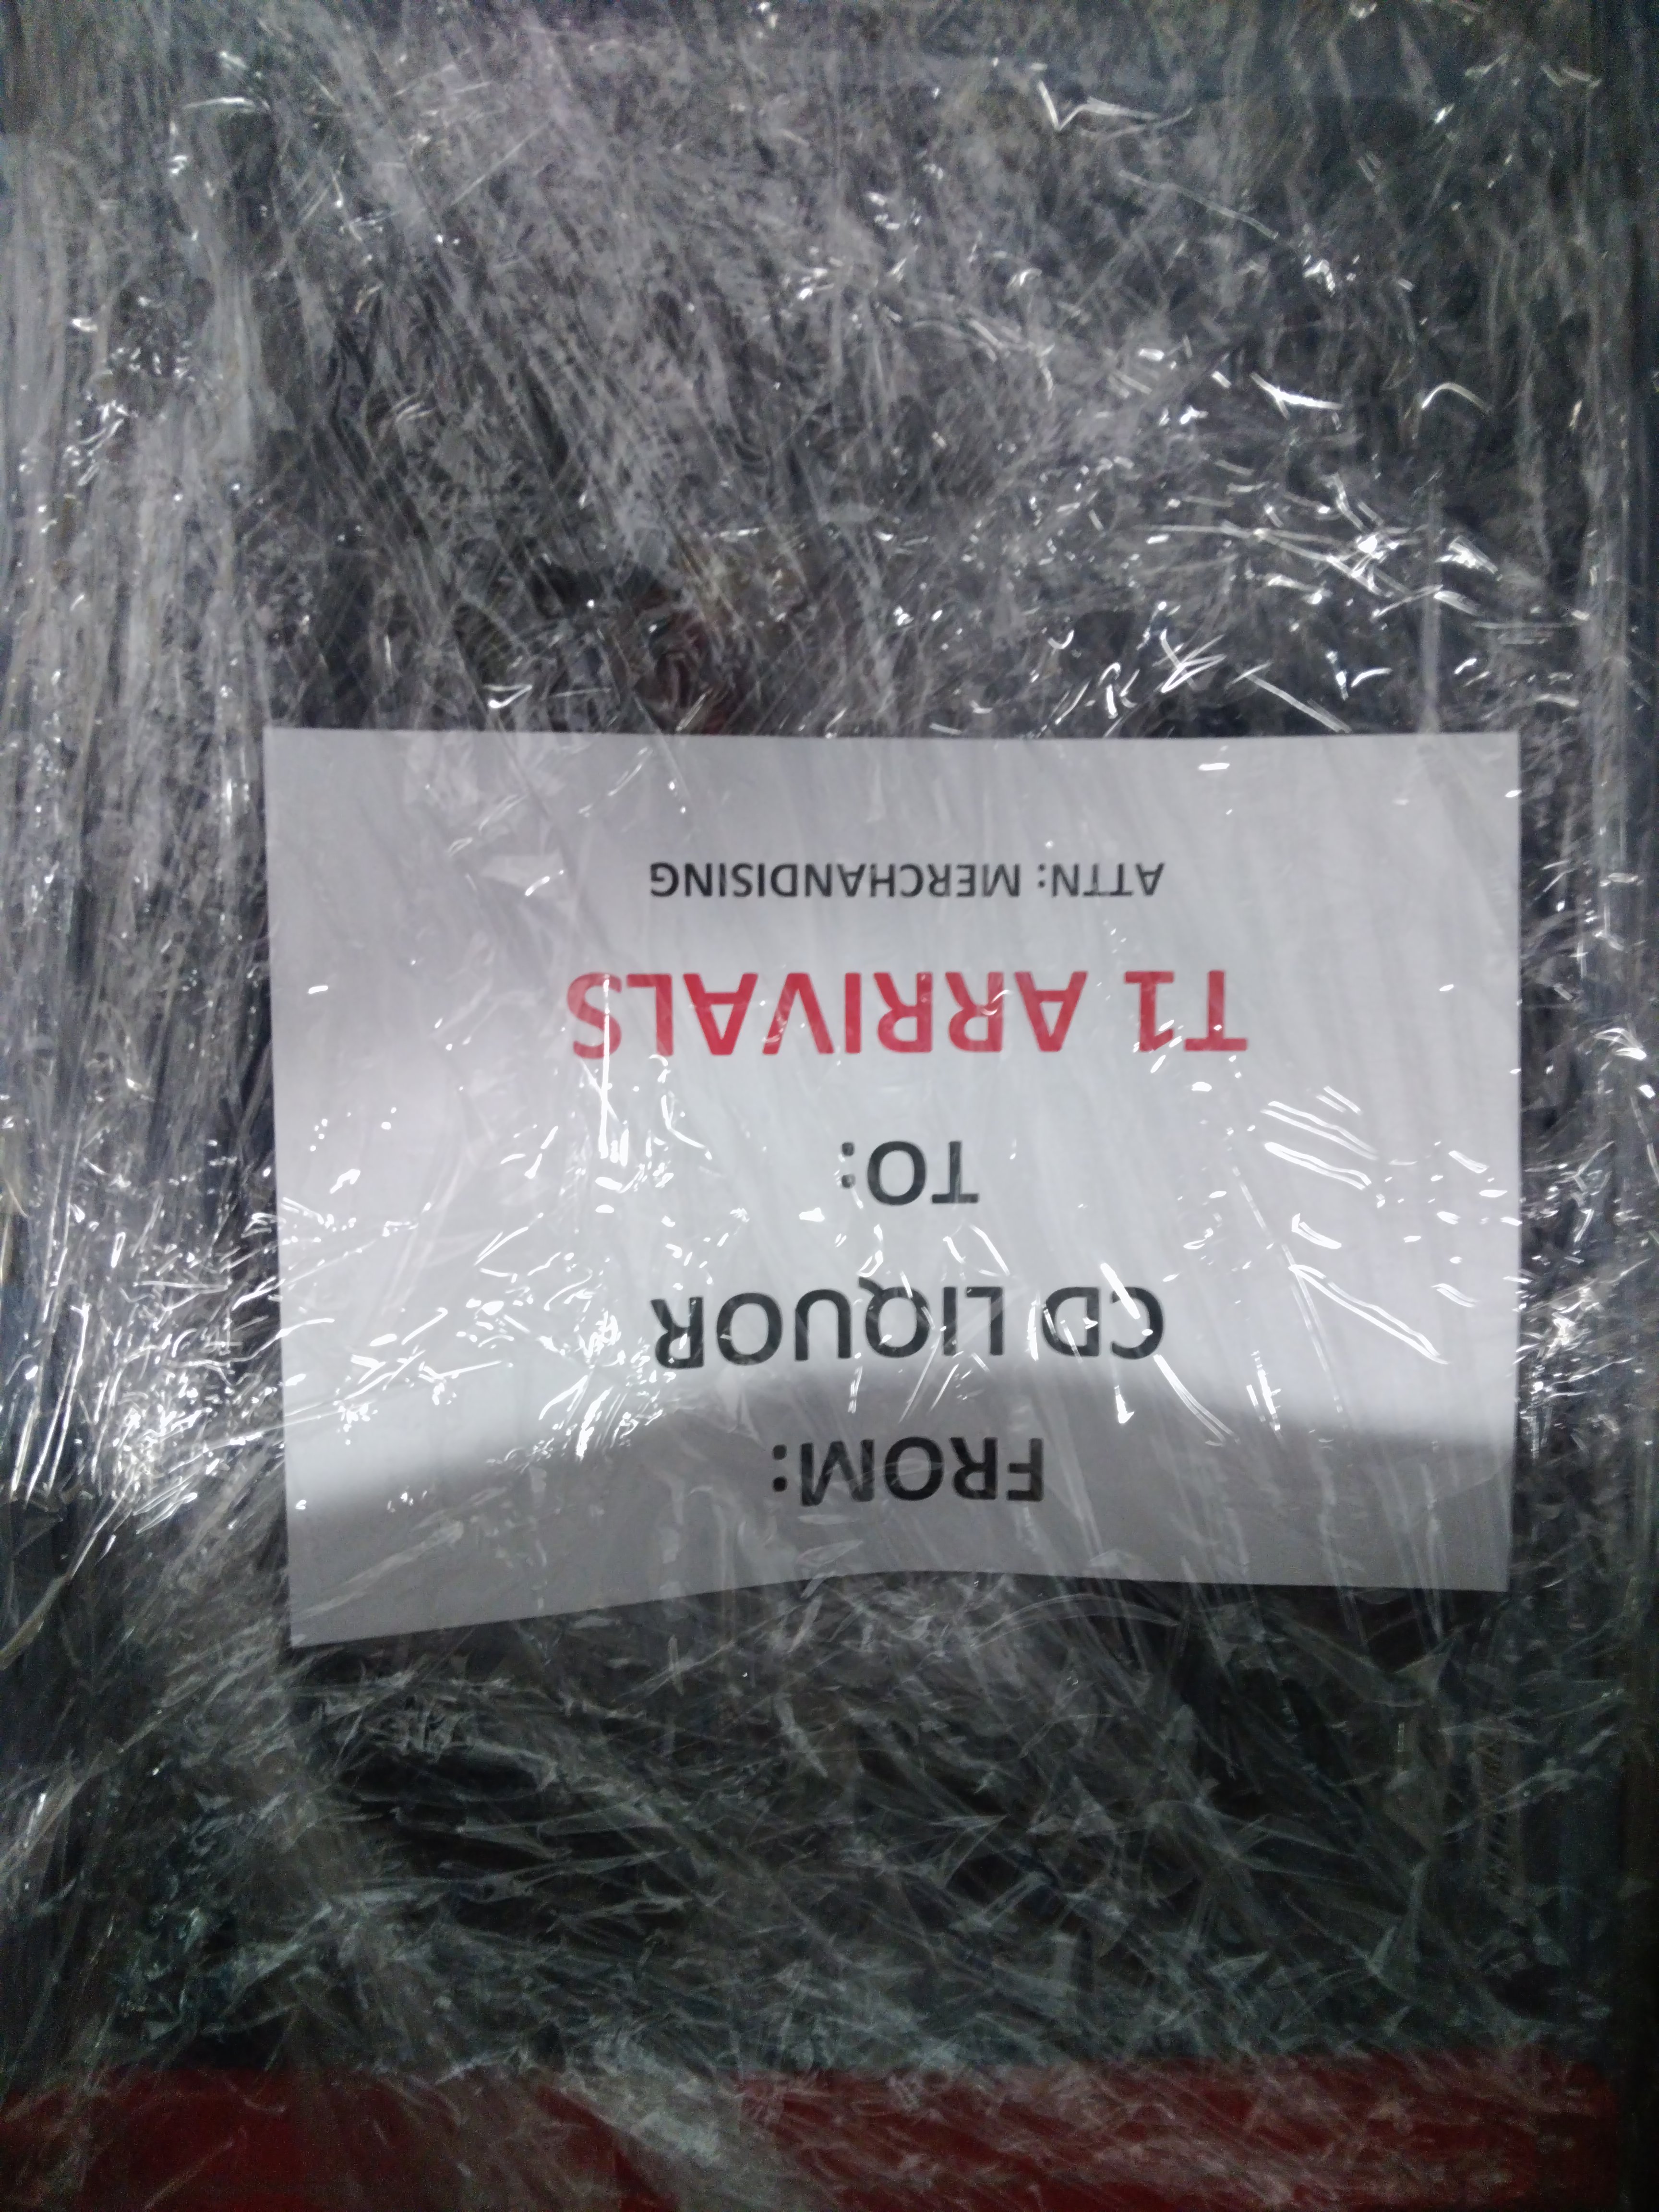 FROM:
CD LIQUOR
TO:
T1 ARRIVALS
ATTN: MERCHANDISING